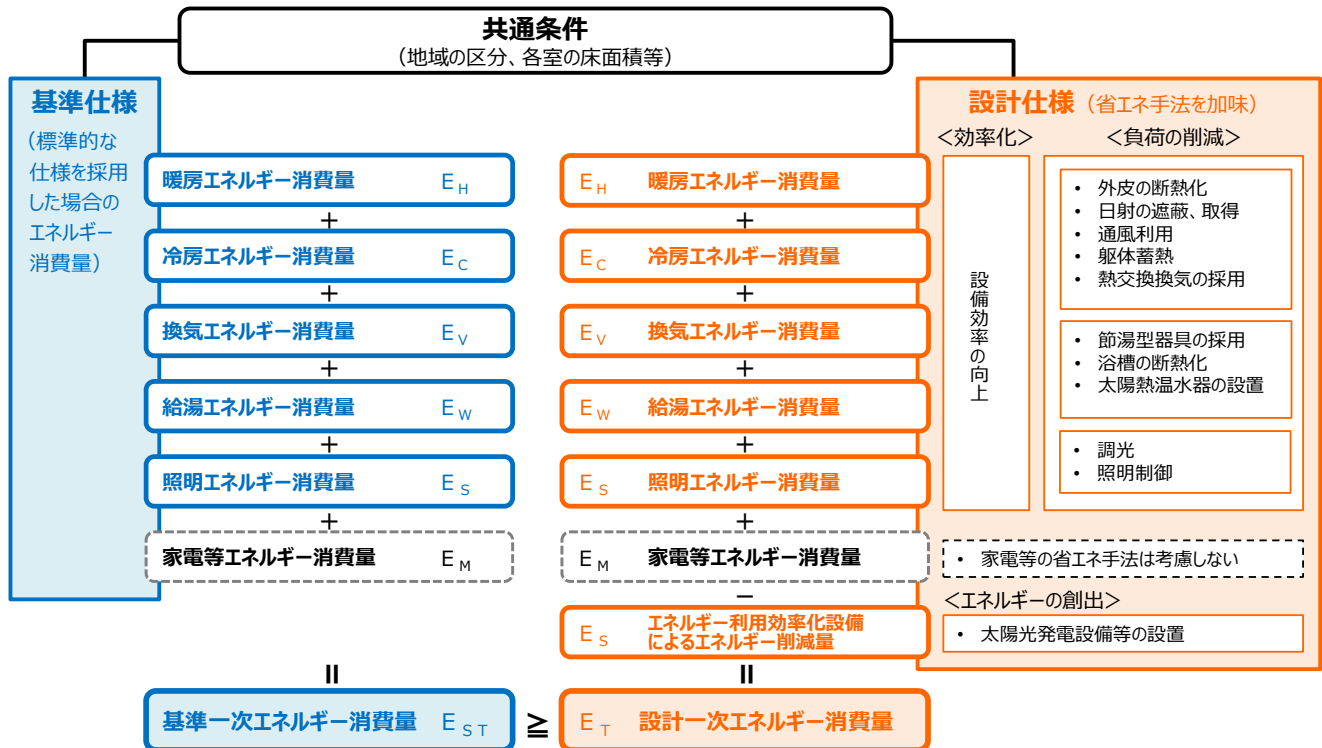 共通条件
(地域の区分、各室の床面積等)
基準仕様
(標準的な
仕様を採用
した場合の
エネルギー
消費量)
暖房エネルギー消費量 E H
+
冷房エネルギー消費量 E C
+
換気エネルギー消費量 E V
+
給湯エネルギー消費量 E W
+
照明エネルギー消費量 E S
+
家電等エネルギー消費量 E M
=
基準一次エネルギー消費量 E S T
≧
E H 暖房エネルギー消費量
+
E C 冷房エネルギー消費量
+
E V 換気エネルギー消費量
+
E W 給湯エネルギー消費量
+
E S 照明エネルギー消費量
+
E M 家電等エネルギー消費量
−
E S エネルギー利用効率化設備
によるエネルギー削減量
=
E T 設計一次エネルギー消費量
設計仕様(省エネ手法を加味)
<効率化>
設備効率の向上
<負荷の削減>
• 外皮の断熱化
• 日射の遮蔽、取得
• 通風利用
• 躯体蓄熱
• 熱交換換気の採用
• 節湯型器具の採用
• 浴槽の断熱化
• 太陽熱温水器の設置
• 調光
• 照明制御
• 家電等の省エネ手法は考慮しない
<エネルギーの創出>
• 太陽光発電設備等の設置